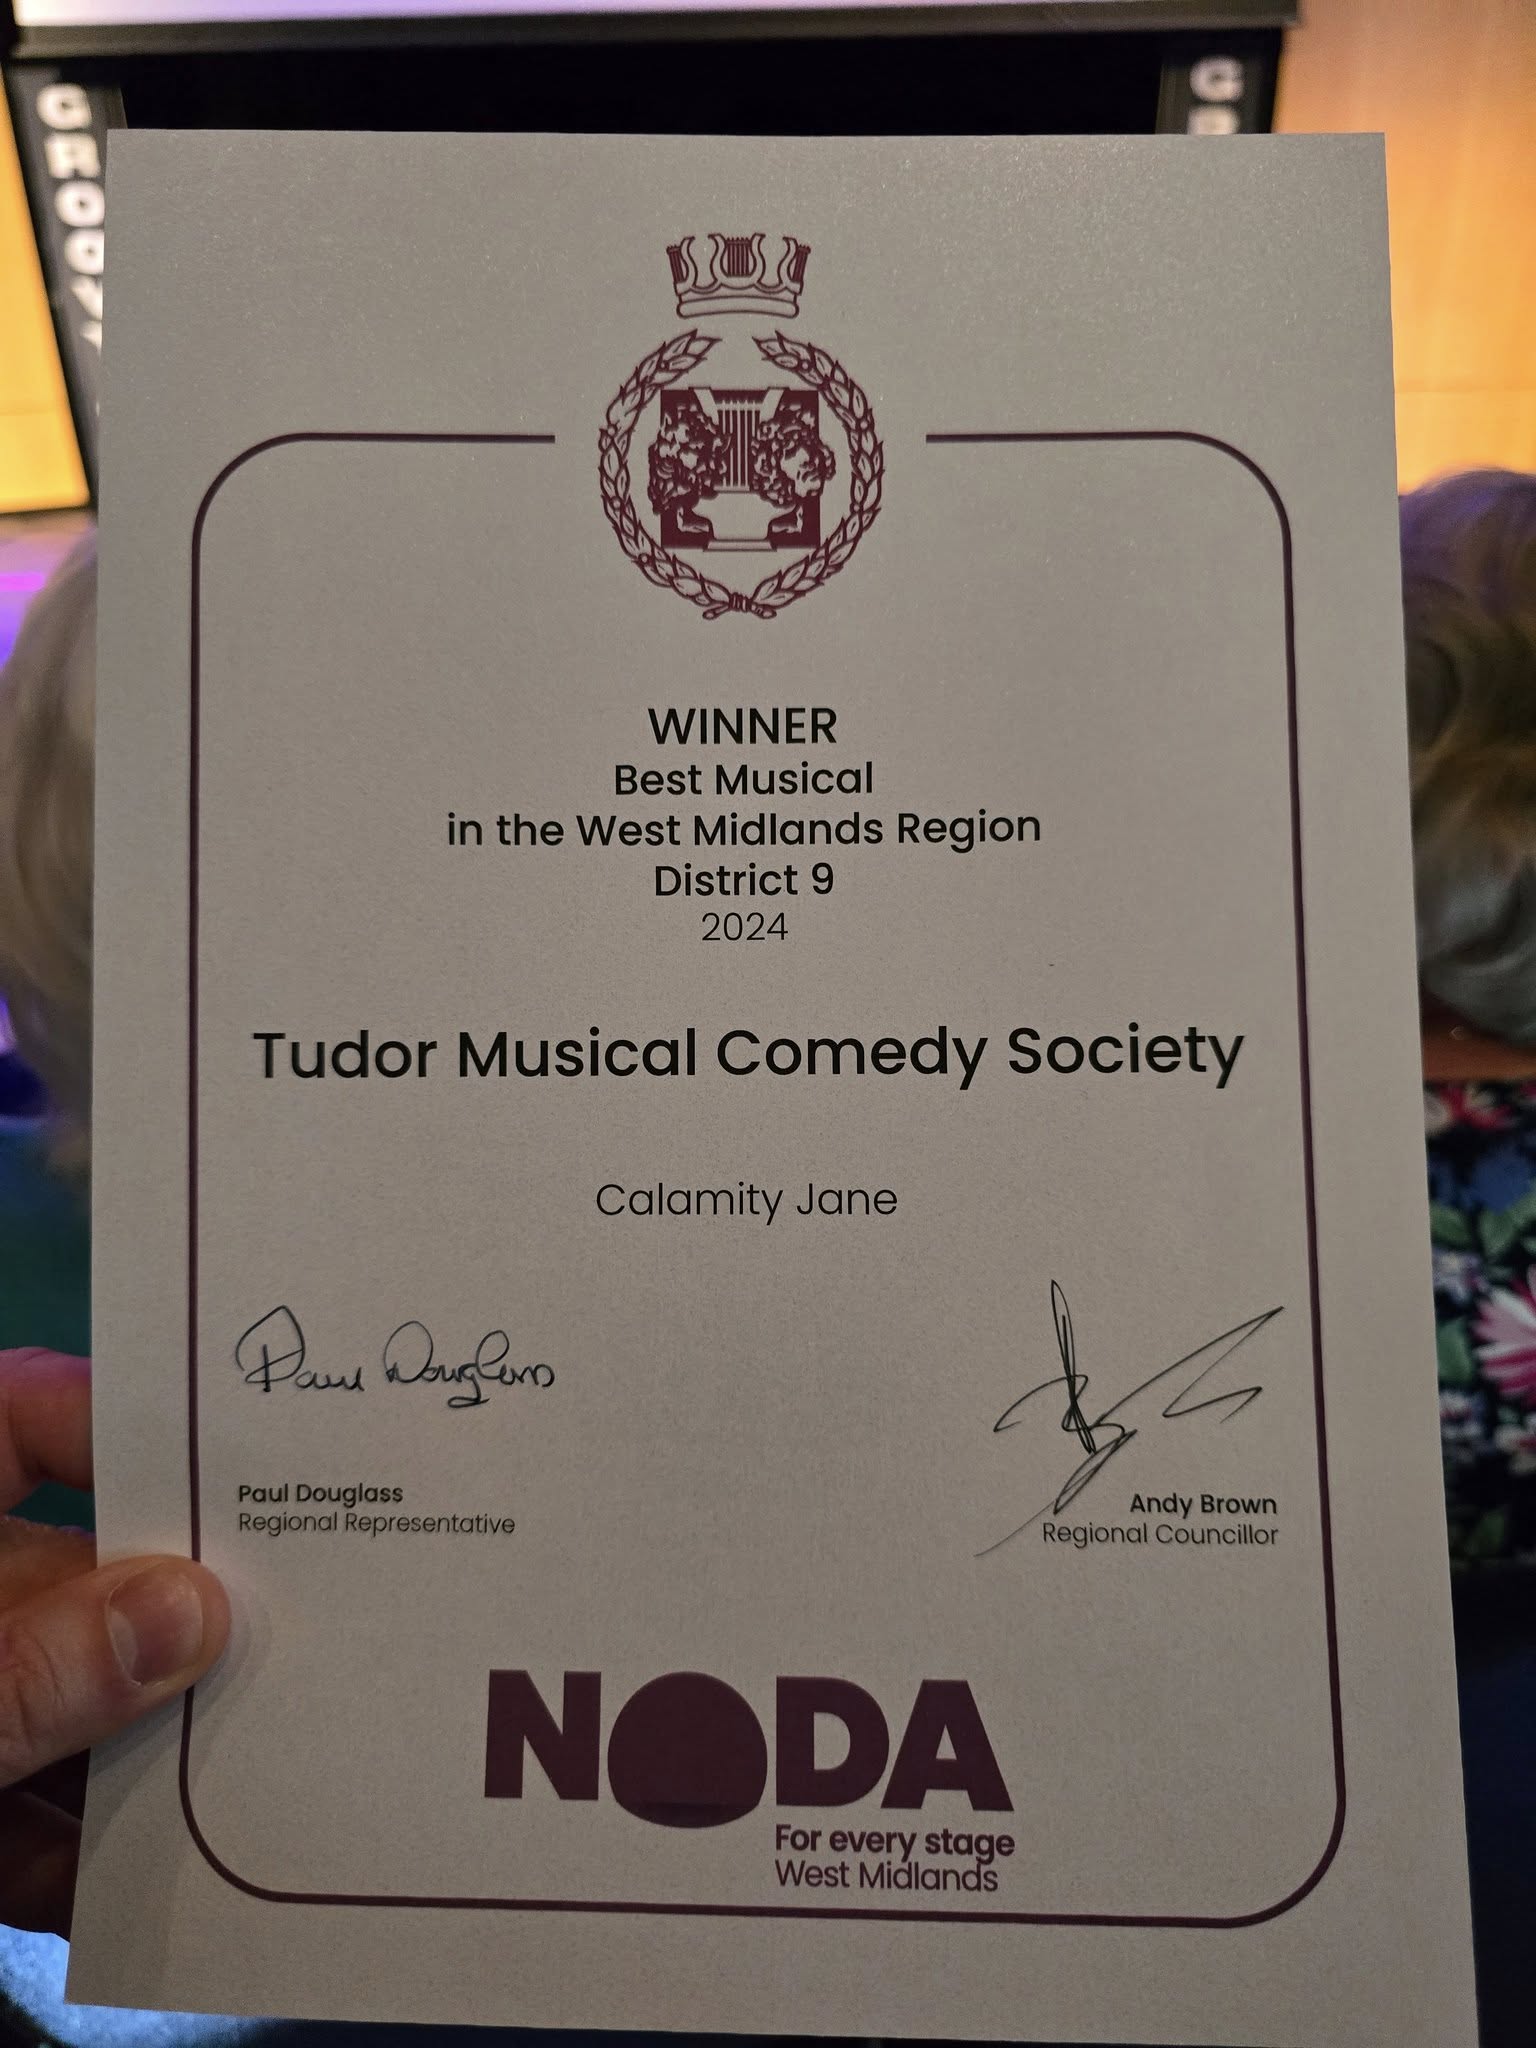 GROOVY
G
WINNER
Best Musical
in the West Midlands Region
District 9
2024
Tudor Musical Comedy Society
Calamity Jane
Paul Douglass
Paul Douglass
Regional Representative
Andy Brown
Regional Councillor
NODA
For every stage
West Midlands